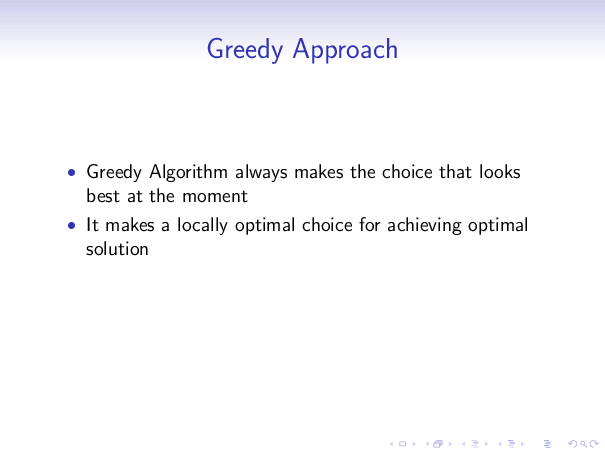 Greedy Approach
• Greedy Algorithm always makes the choice that looks
best at the moment
• It makes a locally optimal choice for achieving optimal
solution